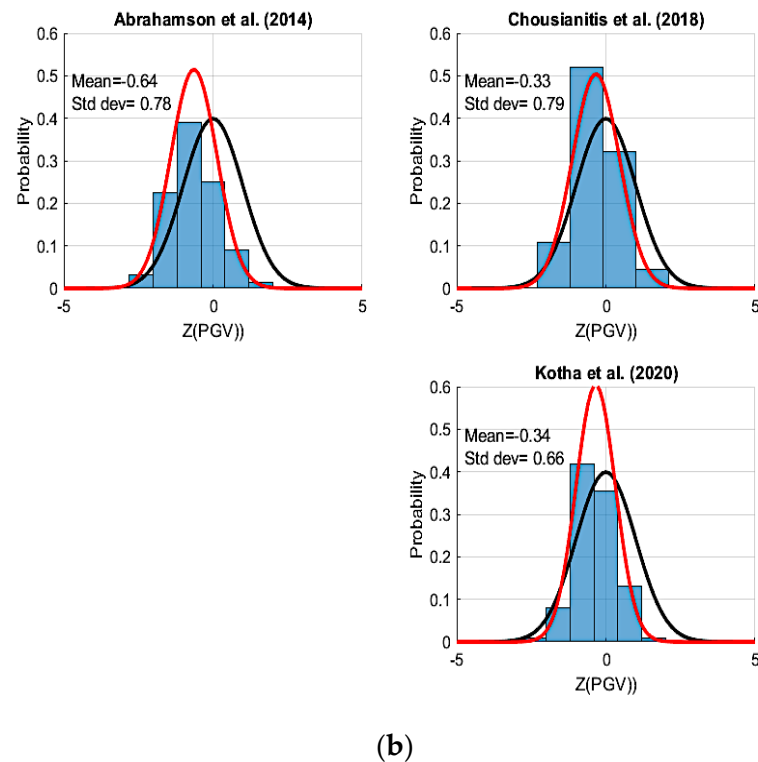 Abrahamson et al. (2014)
0.6
0.5
0.4
0.3
0.2
0.1
0
Probability
Mean=-0.64
Std dev= 0.78
-5
0
5
Z(PGV))
Chousianitis et al. (2018)
0.6
0.5
0.4
0.3
0.2
0.1
0
Probability
Mean=-0.33
Std dev= 0.79
-5
0
5
Z(PGV))
Kotha et al. (2020)
0.6
0.5
0.4
0.3
0.2
0.1
0
Probability
Mean=-0.34
Std dev= 0.66
-5
0
5
Z(PGV))
(b)